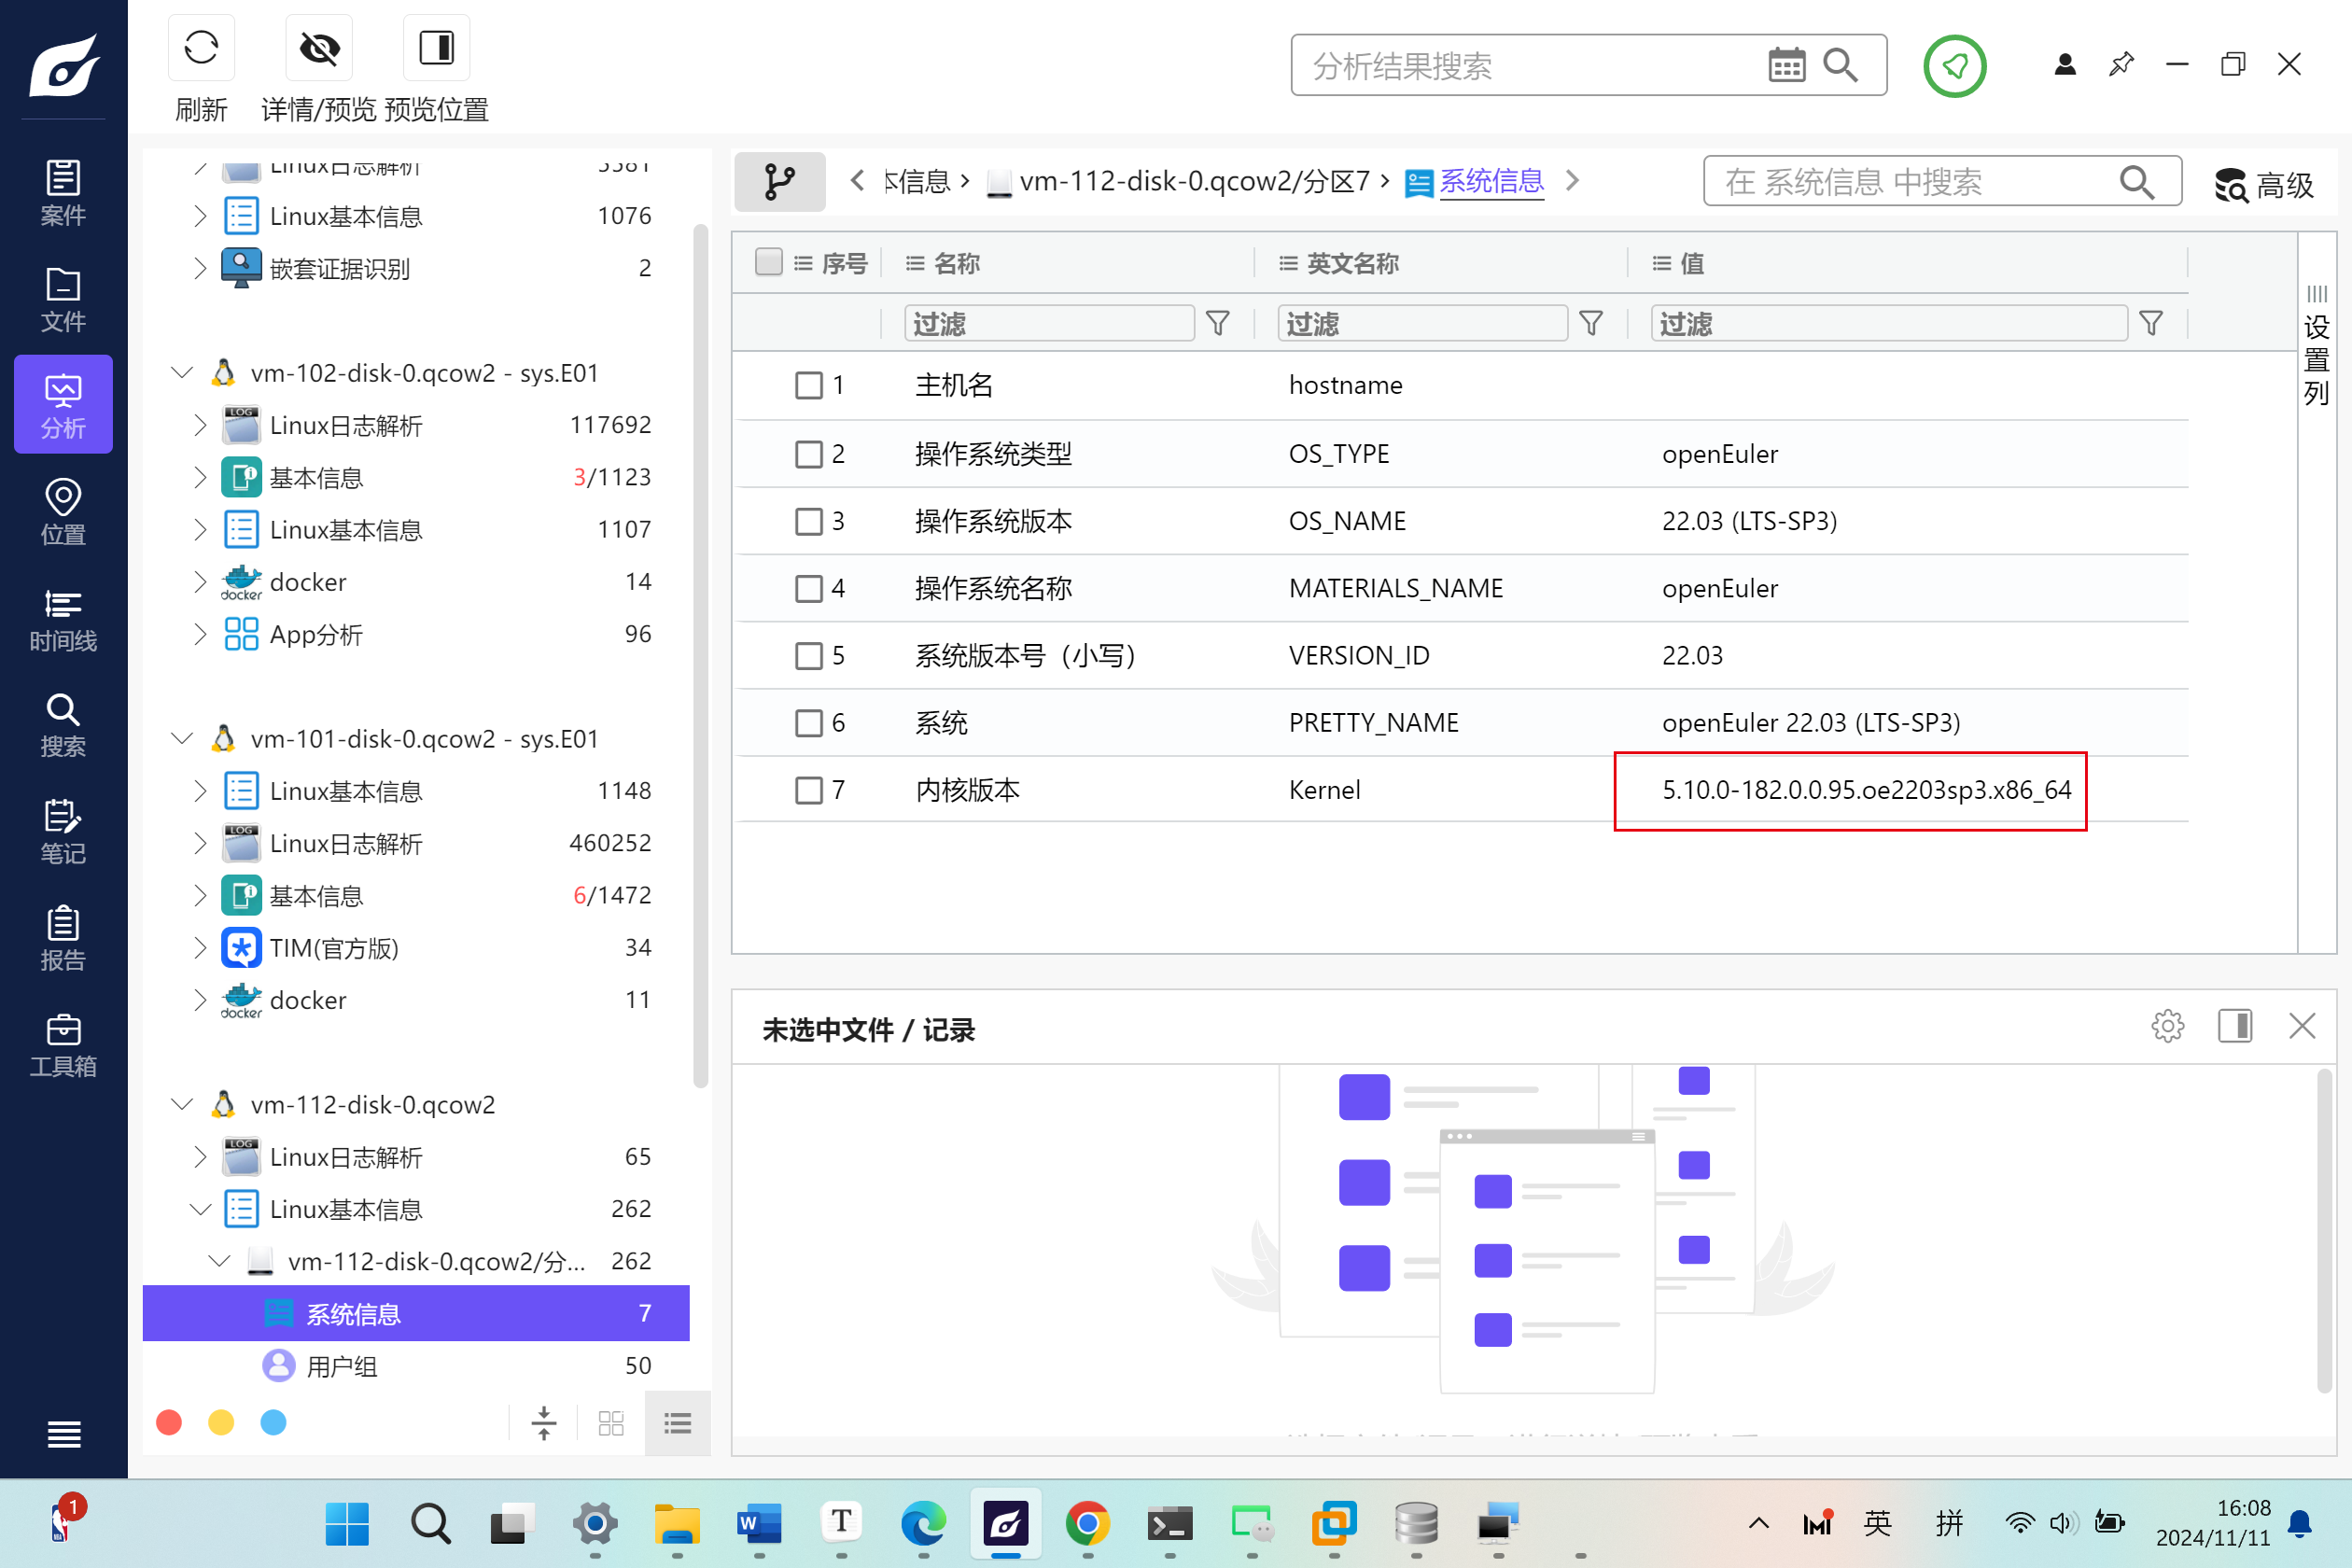 刷新
详情/预览
预览位置
分析结果搜索
案件
文件
分析
位置
时间线
搜索
笔记
报告
工具箱
Linux日志解析 3381
Linux基本信息 1076
嵌套证据识别 2
vm-102-disk-0.qcow2 - sys.E01
LOG Linux日志解析 117692
基本信息 3/1123
Linux基本信息 1107
docker docker 14
App分析 96
vm-101-disk-0.qcow2 - sys.E01
Linux基本信息 1148
LOG Linux日志解析 460252
基本信息 6/1472
TIM(官方版) 34
docker docker 11
vm-112-disk-0.qcow2
LOG Linux日志解析 65
Linux基本信息 262
vm-112-disk-0.qcow2/分... 262
系统信息 7
用户组 50
本信息 › vm-112-disk-0.qcow2/分区7 › 系统信息
在 系统信息 中搜索
高级
序号 名称 英文名称 值
过滤 过滤 过滤
1 主机名 hostname
2 操作系统类型 OS_TYPE openEuler
3 操作系统版本 OS_NAME 22.03 (LTS-SP3)
4 操作系统名称 MATERIALS_NAME openEuler
5 系统版本号（小写） VERSION_ID 22.03
6 系统 PRETTY_NAME openEuler 22.03 (LTS-SP3)
7 内核版本 Kernel 5.10.0-182.0.0.95.oe2203sp3.x86_64
设置列
未选中文件 / 记录
1
W
T
英
拼
16:08
2024/11/11